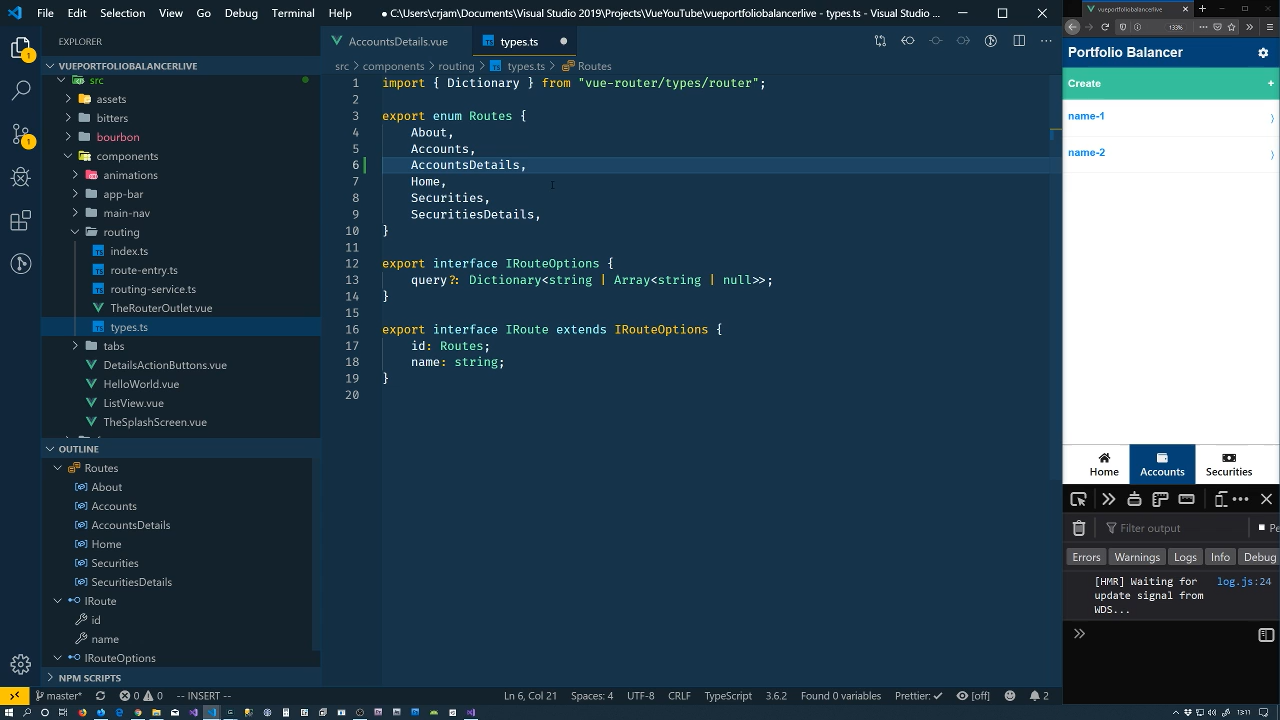 File Edit Selection View Go Debug Terminal Help
● C:\Users\crjam\Documents\Visual Studio 2019\Projects\VueYouTube\vueportfoliobalancerlive - types.ts - Visual Studio ...
EXPLORER
VUEPORTFOLIOBALANCERLIVE
src
assets
bitters
bourbon
components
animations
app-bar
main-nav
routing
index.ts
route-entry.ts
routing-service.ts
TheRouterOutlet.vue
types.ts
tabs
DetailsActionButtons.vue
HelloWorld.vue
ListView.vue
TheSplashScreen.vue
OUTLINE
Routes
About
Accounts
AccountsDetails
Home
Securities
SecuritiesDetails
IRoute
id
name
IRouteOptions
NPM SCRIPTS
AccountsDetails.vue
types.ts
src > components > routing > types.ts > Routes
1 import { Dictionary } from "vue-router/types/router";
2
3 export enum Routes {
4 About,
5 Accounts,
6 AccountsDetails,
7 Home,
8 Securities,
9 SecuritiesDetails,
10 }
11
12 export interface IRouteOptions {
13 query?: Dictionary<string | Array<string | null>>;
14 }
15
16 export interface IRoute extends IRouteOptions {
17 id: Routes;
18 name: string;
19 }
20
vueportfoliobalancerlive
133%
Portfolio Balancer
Create +
name-1
name-2
Home Accounts Securities
Filter output
Pe
Errors Warnings Logs Info Debug
[HMR] Waiting for update signal from WDS... log.js:24
master* 0 0 -- INSERT -- Ln 6, Col 21 Spaces: 4 UTF-8 CRLF TypeScript 3.6.2 Found 0 variables Prettier: ✓ [off] 2
13:11